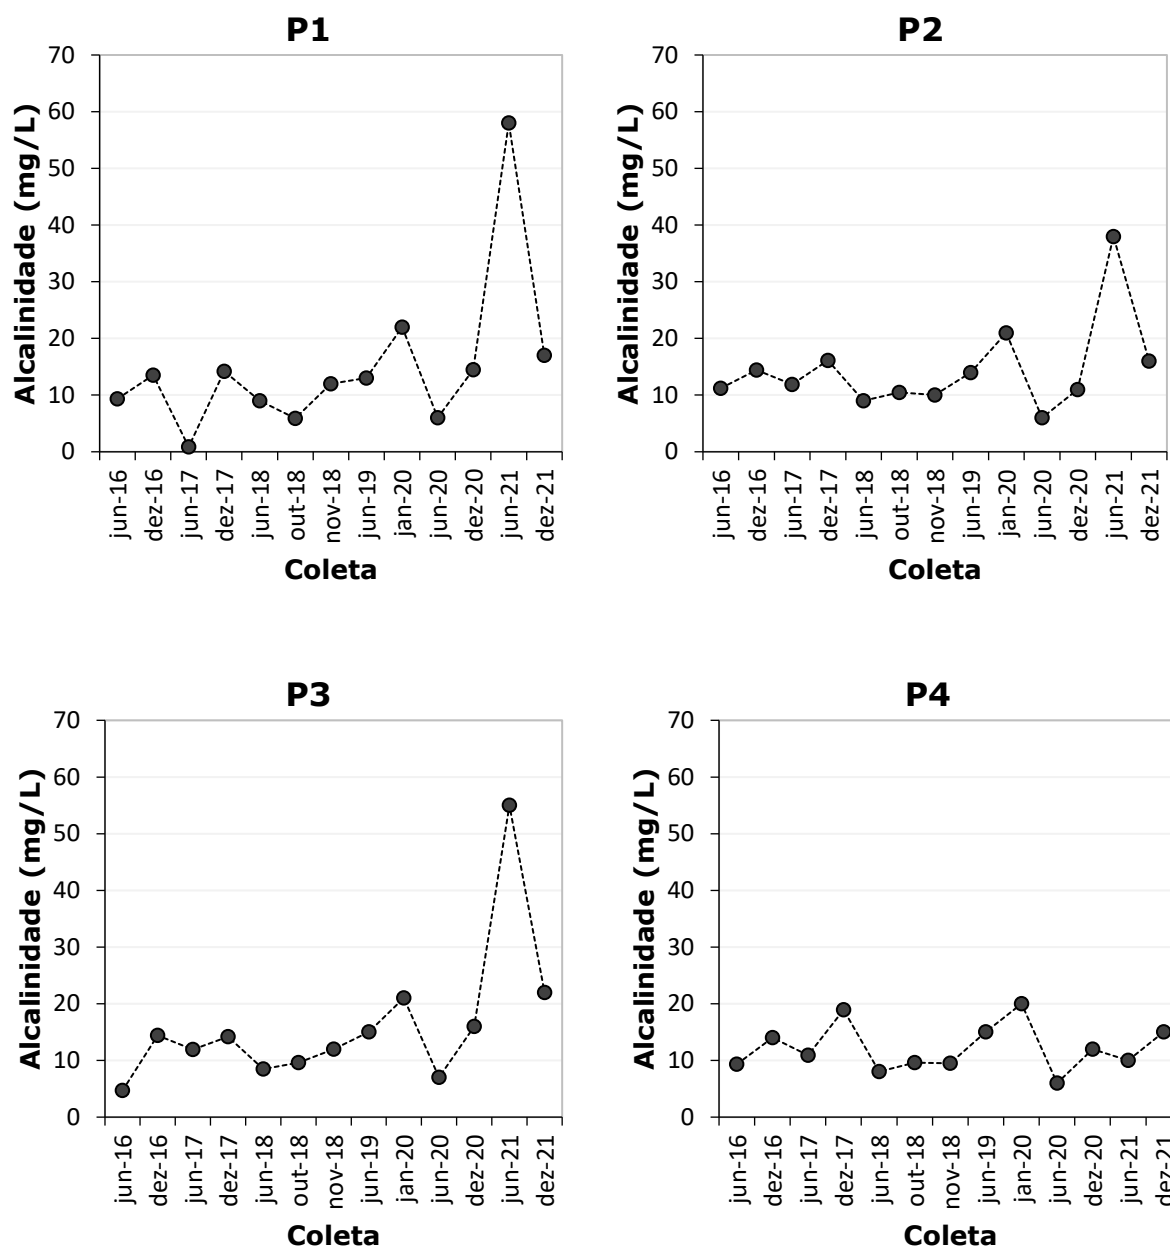 P1
70
60
50
40
30
20
10
0
Alcalinidade (mg/L)
jun-16
dez-16
jun-17
dez-17
jun-18
out-18
nov-18
jun-19
jan-20
jun-20
dez-20
jun-21
dez-21
Coleta
P2
70
60
50
40
30
20
10
0
Alcalinidade (mg/L)
jun-16
dez-16
jun-17
dez-17
jun-18
out-18
nov-18
jun-19
jan-20
jun-20
dez-20
jun-21
dez-21
Coleta
P3
70
60
50
40
30
20
10
0
Alcalinidade (mg/L)
jun-16
dez-16
jun-17
dez-17
jun-18
out-18
nov-18
jun-19
jan-20
jun-20
dez-20
jun-21
dez-21
Coleta
P4
70
60
50
40
30
20
10
0
Alcalinidade (mg/L)
jun-16
dez-16
jun-17
dez-17
jun-18
out-18
nov-18
jun-19
jan-20
jun-20
dez-20
jun-21
dez-21
Coleta